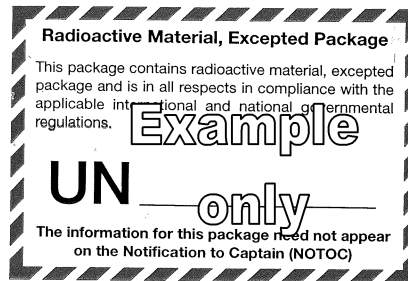 Radioactive Material, Excepted Package
This package contains radioactive material, excepted
package and is in all respects in compliance with the
applicable international and national governmental
regulations.
Example
UN
only
The information for this package need not appear
on the Notification to Captain (NOTOC)